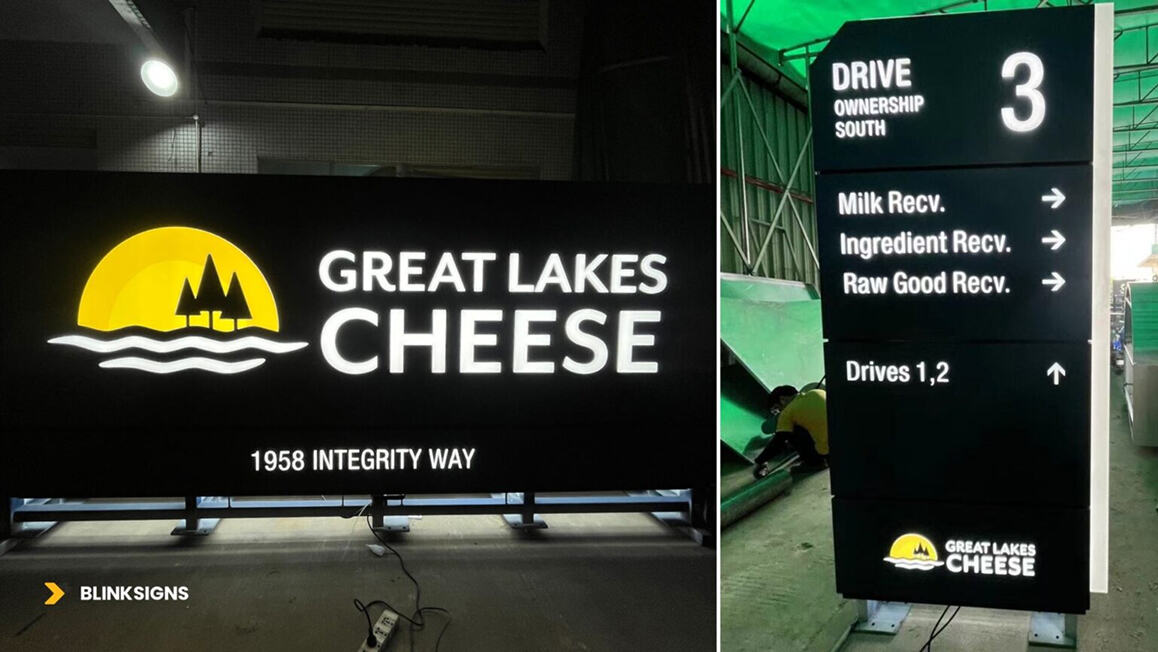 GREAT LAKES
CHEESE
1958 INTEGRITY WAY
BLINKSIGNS
DRIVE
OWNERSHIP
SOUTH
3
Milk Recv. →
Ingredient Recv. →
Raw Good Recv. →
Drives 1,2 ↑
GREAT LAKES
CHEESE